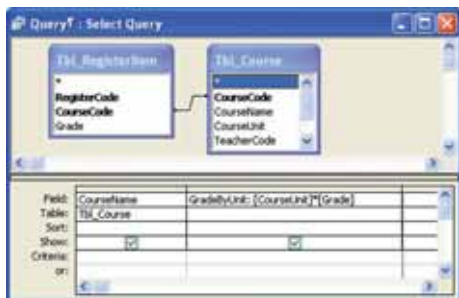 Query1 : Select Query
Tbl_RegisterItem
*
RegisterCode
CourseCode
Grade
Tbl_Course
*
CourseCode
CourseName
CourseUnit
TeacherCode
Field: CourseName GradeByUnit: [CourseUnit]*[Grade]
Table: Tbl_Course
Sort:
Show:
Criteria:
or: